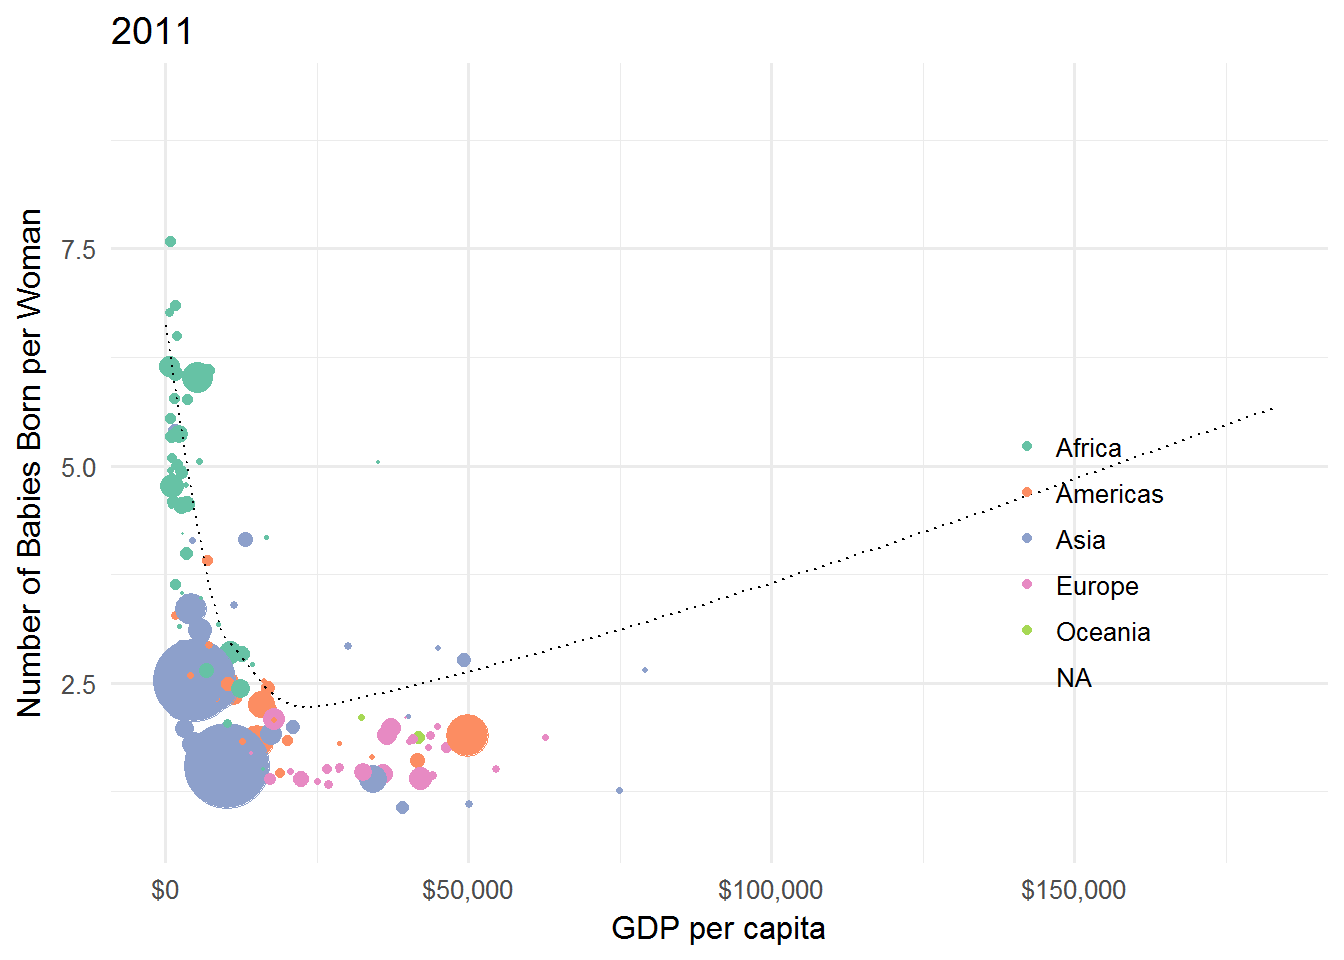 2011
Number of Babies Born per Woman
7.5
5.0
2.5
Africa
Americas
Asia
Europe
Oceania
NA
$0
$50,000
$100,000
$150,000
GDP per capita